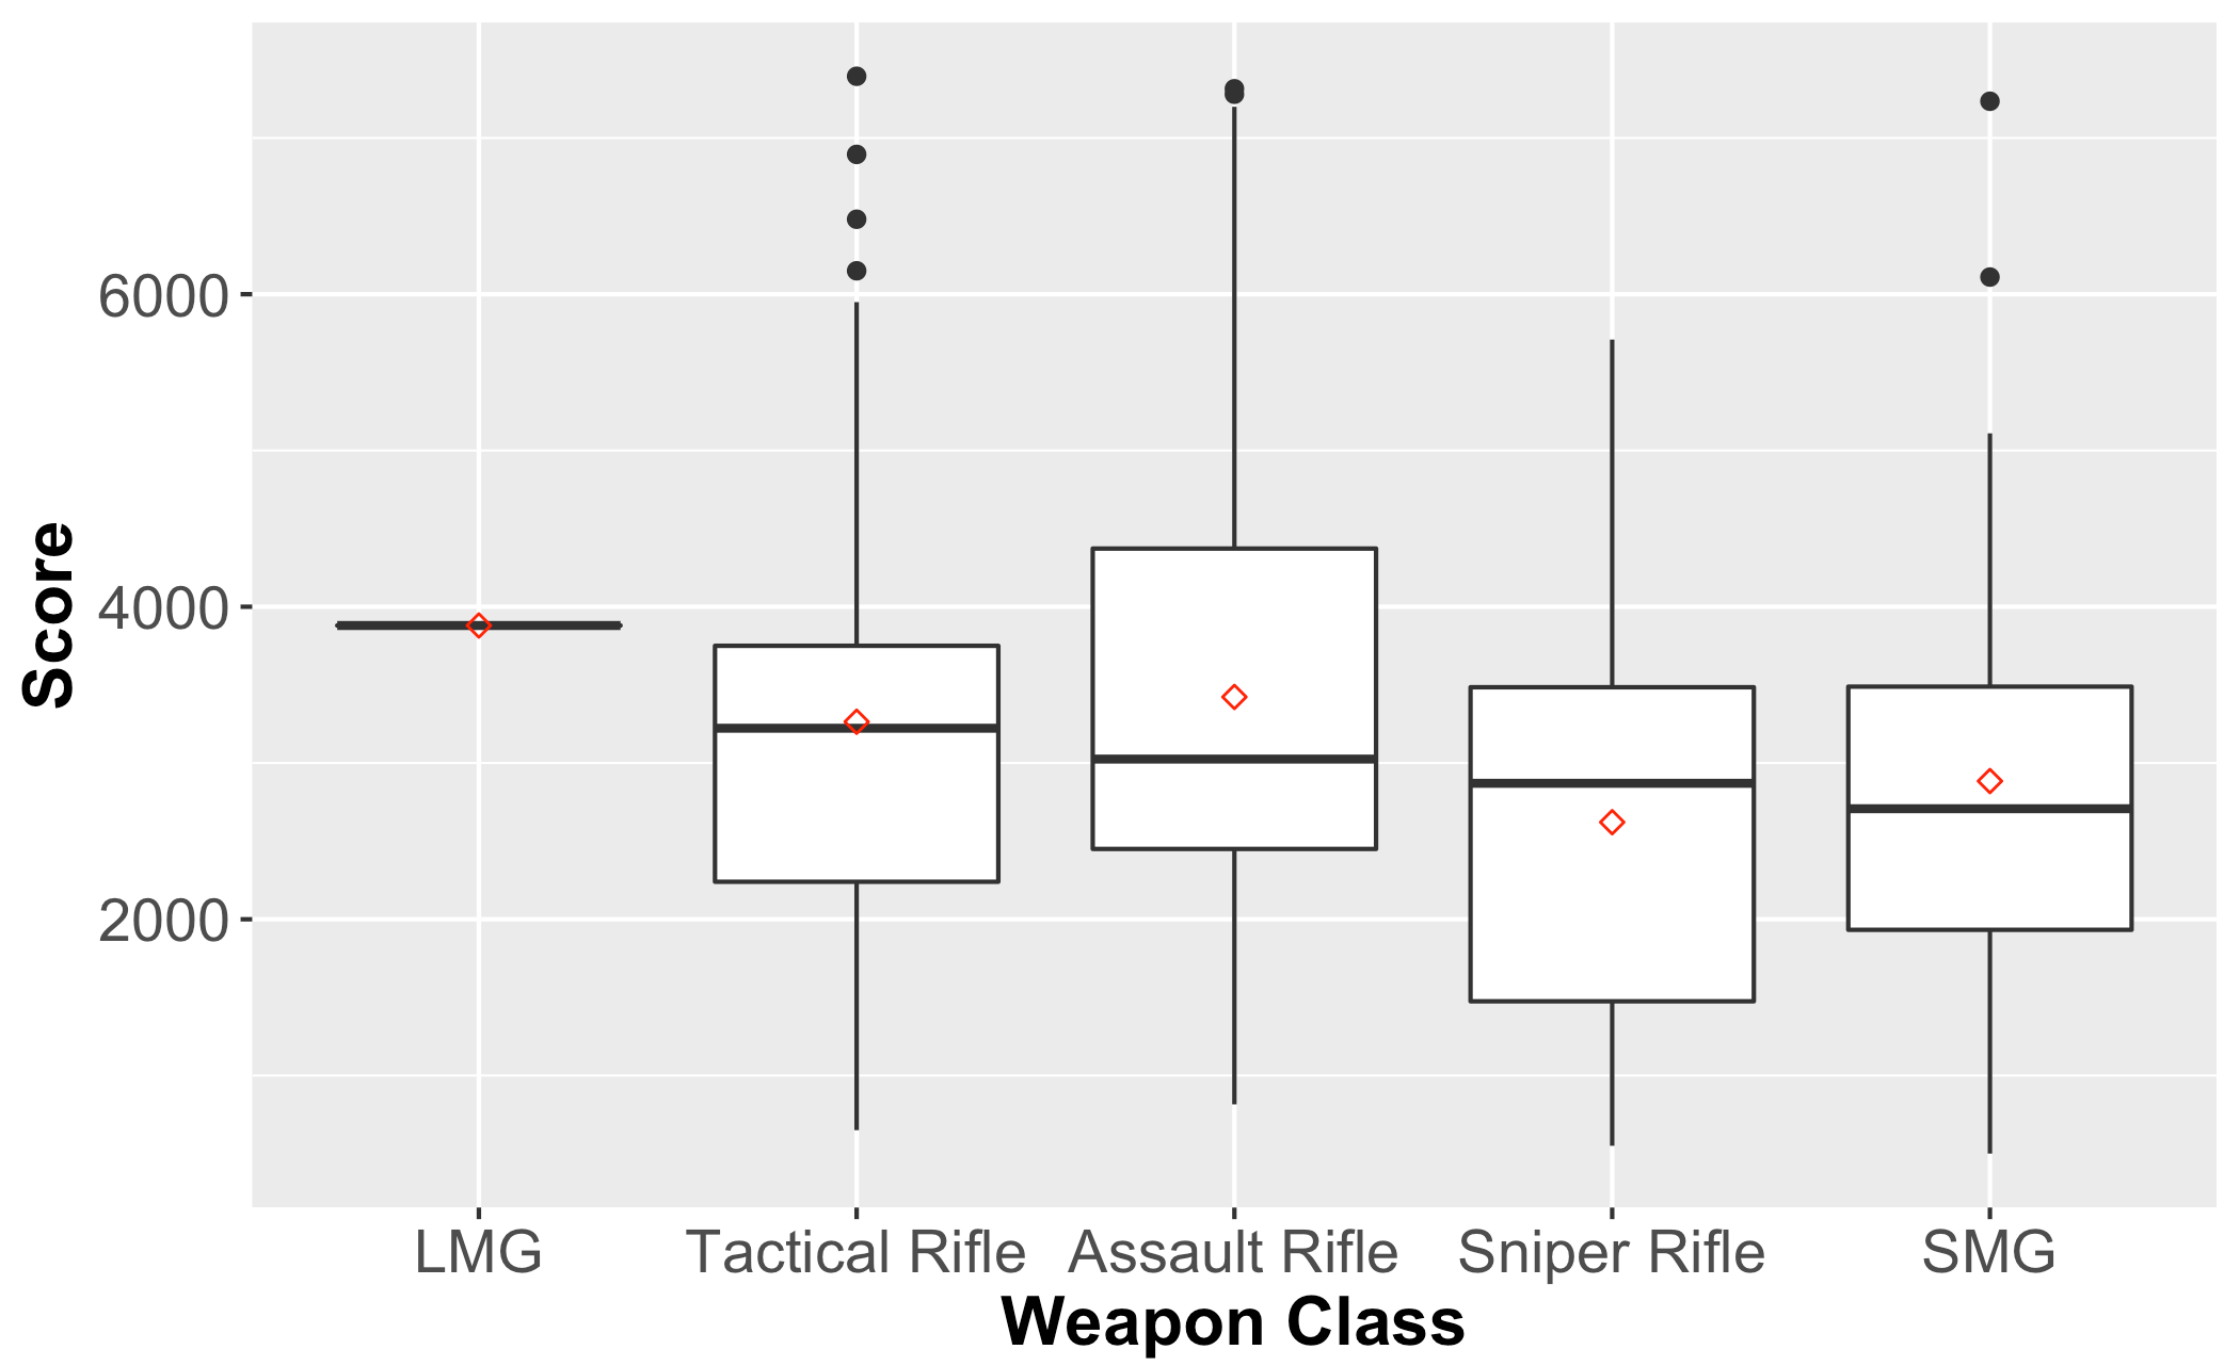 Score
6000
4000
2000
LMG
Tactical Rifle
Assault Rifle
Sniper Rifle
SMG
Weapon Class